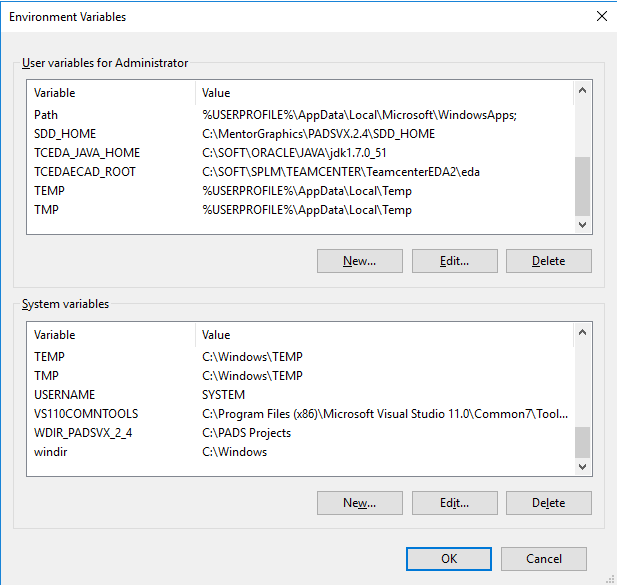 Environment Variables
User variables for Administrator
Variable Value
Path %USERPROFILE%\AppData\Local\Microsoft\WindowsApps;
SDD_HOME C:\MentorGraphics\PADSVX.2.4\SDD_HOME
TCEDA_JAVA_HOME C:\SOFT\ORACLE\JAVA\jdk1.7.0_51
TCEDAECAD_ROOT C:\SOFT\SPLM\TEAMCENTER\TeamcenterEDA2\eda
TEMP %USERPROFILE%\AppData\Local\Temp
TMP %USERPROFILE%\AppData\Local\Temp
New... Edit... Delete
System variables
Variable Value
TEMP C:\Windows\TEMP
TMP C:\Windows\TEMP
USERNAME SYSTEM
VS110COMNTOOLS C:\Program Files (x86)\Microsoft Visual Studio 11.0\Common7\Tool...
WDIR_PADSVX_2_4 C:\PADS Projects
windir C:\Windows
New... Edit... Delete
OK Cancel